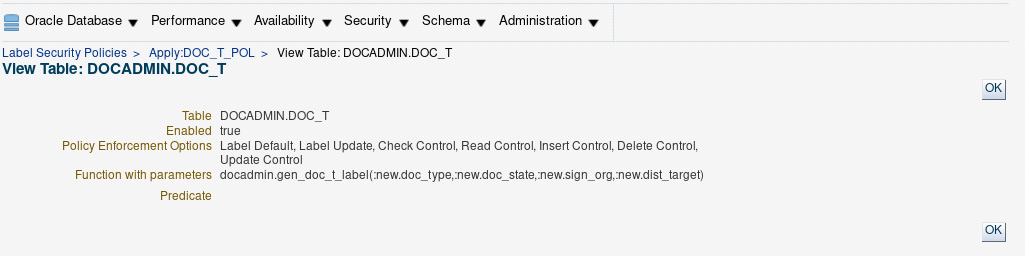 Oracle Database Performance Availability Security Schema Administration
Label Security Policies > Apply:DOC_T_POL > View Table: DOCADMIN.DOC_T
View Table: DOCADMIN.DOC_T
OK
Table DOCADMIN.DOC_T
Enabled true
Policy Enforcement Options Label Default, Label Update, Check Control, Read Control, Insert Control, Delete Control,
Update Control
Function with parameters docadmin.gen_doc_t_label(:new.doc_type,:new.doc_state,:new.sign_org,:new.dist_target)
Predicate
OK